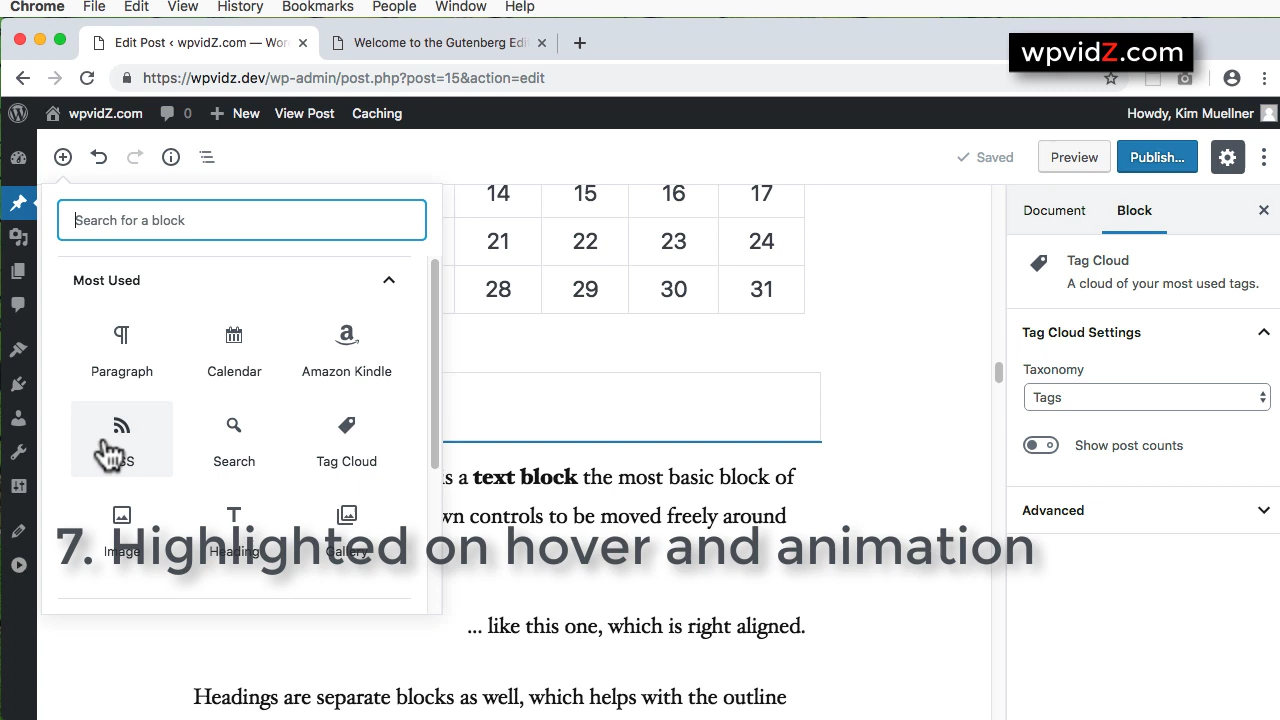 Chrome File Edit View History Bookmarks People Window Help
Edit Post ‹ wpvidZ.com — Wor
Welcome to the Gutenberg Edi
wpvidZ.com
https://wpvidz.dev/wp-admin/post.php?post=15&action=edit
wpvidZ.com 0 New View Post Caching Howdy, Kim Muellner
Saved Preview Publish...
Search for a block
14 15 16 17
21 22 23 24
28 29 30 31
Document Block
Tag Cloud
A cloud of your most used tags.
Most Used
Paragraph Calendar Amazon Kindle
Search Tag Cloud
Image Heading Gallery
Tag Cloud Settings
Taxonomy
Tags
Show post counts
Advanced
s a text block the most basic block of
wn controls to be moved freely around
7. Highlighted on hover and animation
... like this one, which is right aligned.
Headings are separate blocks as well, which helps with the outline